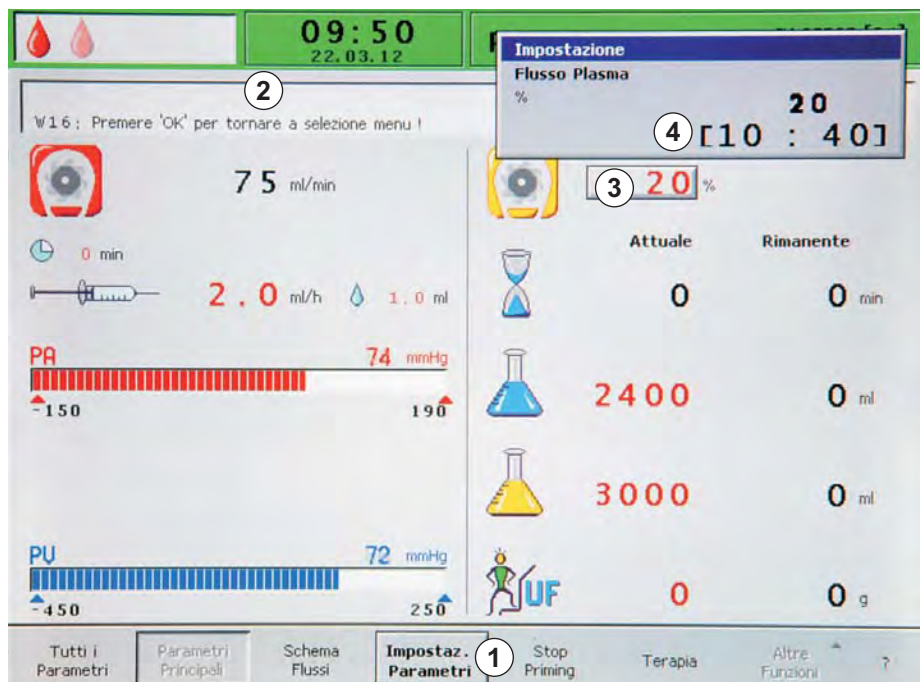 09:50
22.03.12
Impostazione
Flusso Plasma
%
20
4 [10 : 40]
2
W16: Premere 'OK' per tornare a selezione menu !
75 ml/min
3 20 %
0 min
Attuale Rimanente
2.0 ml/h 1.0 ml
0 0 min
PA 74 mmHg
-150 190
2400 0 ml
3000 0 ml
PV 72 mmHg
-450 250
UF 0 0 g
Tutti i Parametri
Parametri Principali
Schema Flussi
Impostaz. Parametri
1
Stop Priming
Terapia
Altre Funzioni
?